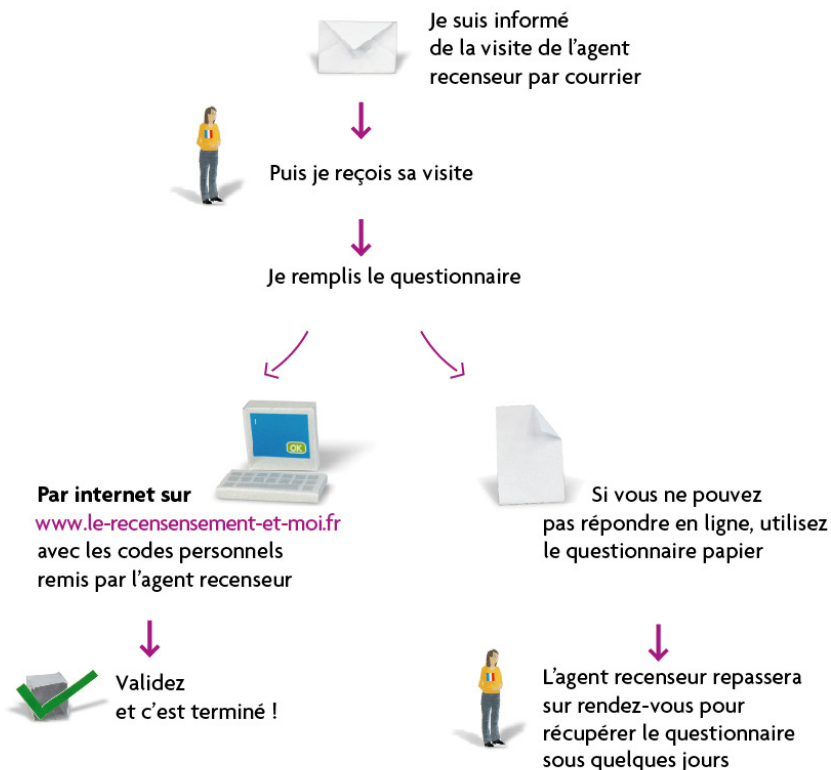 Je suis informé
de la visite de l'agent
recenseur par courrier
Puis je reçois sa visite
Je remplis le questionnaire
OK
Par internet sur
www.le-recensensement-et-moi.fr
avec les codes personnels
remis par l'agent recenseur
Validez
et c'est terminé !
Si vous ne pouvez
pas répondre en ligne, utilisez
le questionnaire papier
L'agent recenseur repassera
sur rendez-vous pour
récupérer le questionnaire
sous quelques jours